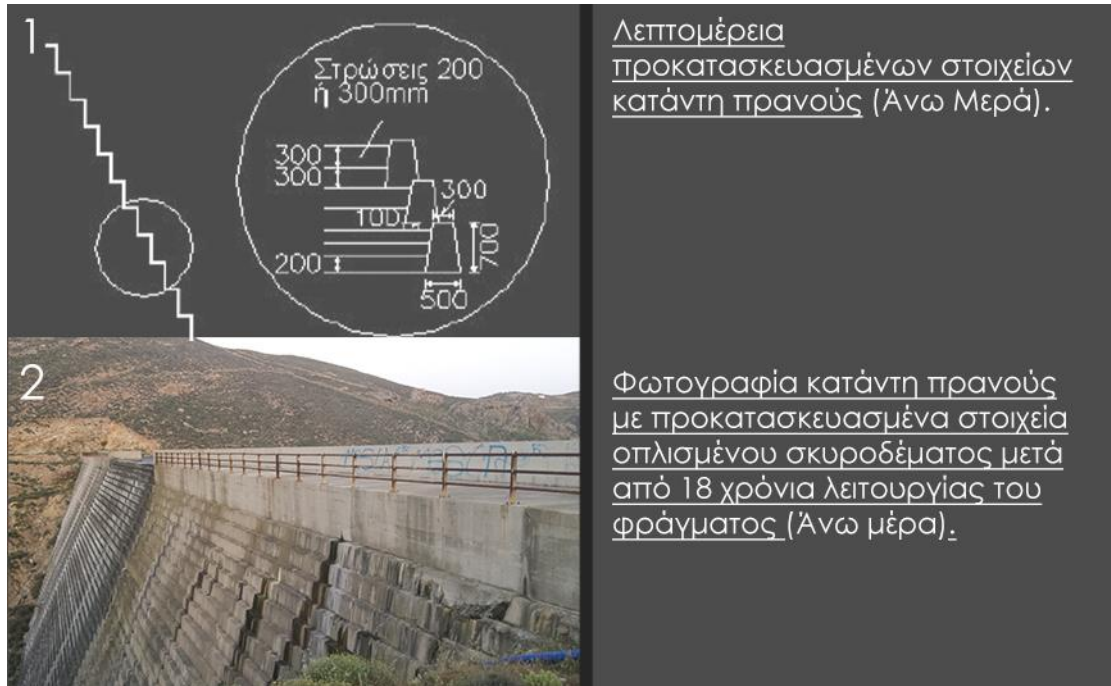 1
Στρώσεις 200
ή 300mm
300
300
300
100
700
200
500
Λεπτομέρεια
προκατασκευασμένων στοιχείων
κατάντη πρανούς (Άνω Μερά).
2
Φωτογραφία κατάντη πρανούς
με προκατασκευασμένα στοιχεία
οπλισμένου σκυροδέματος μετά
από 18 χρόνια λειτουργίας του
φράγματος (Άνω μέρα).